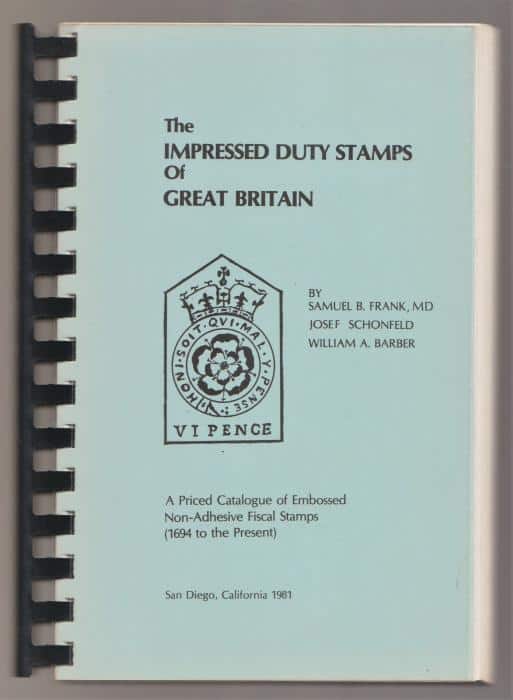 The
IMPRESSED DUTY STAMPS
Of
GREAT BRITAIN
BY
SAMUEL B. FRANK, MD
JOSEF SCHONFELD
WILLIAM A. BARBER
HONI·SOIT·QVI·MAL·Y·PENSE
VI PENCE
A Priced Catalogue of Embossed
Non-Adhesive Fiscal Stamps
(1694 to the Present)
San Diego, California 1981